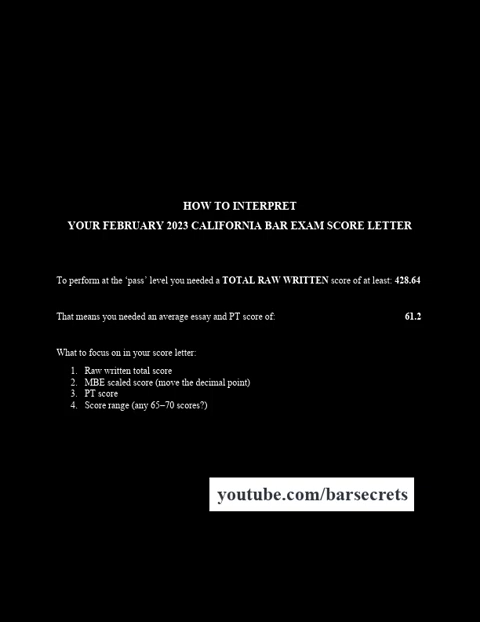 HOW TO INTERPRET
YOUR FEBRUARY 2023 CALIFORNIA BAR EXAM SCORE LETTER
To perform at the ‘pass’ level you needed a TOTAL RAW WRITTEN score of at least: 428.64
That means you needed an average essay and PT score of: 61.2
What to focus on in your score letter:
1. Raw written total score
2. MBE scaled score (move the decimal point)
3. PT score
4. Score range (any 65–70 scores?)
youtube.com/barsecrets